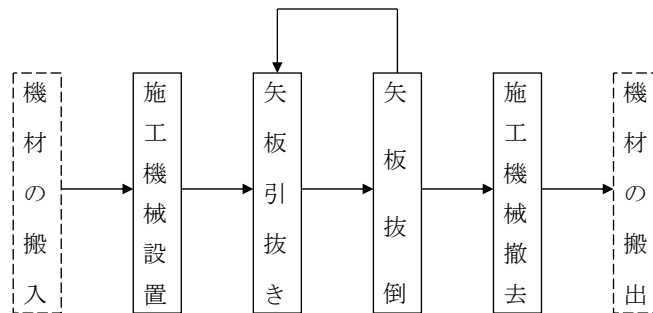 機材の搬入
施工機械設置
矢板引抜き
矢板抜倒
施工機械撤去
機材の搬出